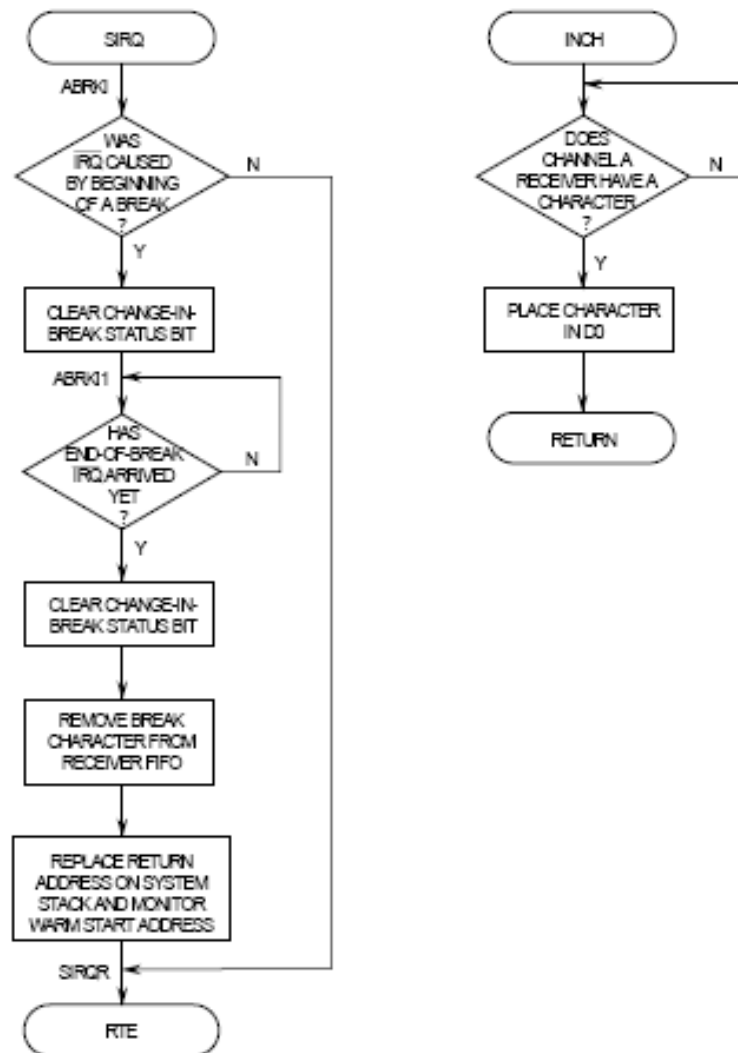 SIRQ
ABRKI
WAS
IRQ CAUSED
BY BEGINNING
OF A BREAK
?
N
Y
CLEAR CHANGE-IN-
BREAK STATUS BIT
ABRKI1
HAS
END-OF-BREAK
IRQ ARRIVED
YET
?
N
Y
CLEAR CHANGE-IN-
BREAK STATUS BIT
REMOVE BREAK
CHARACTER FROM
RECEIVER FIFO
REPLACE RETURN
ADDRESS ON SYSTEM
STACK AND MONITOR
WARM START ADDRESS
SIRQR
RTE
INCH
DOES
CHANNEL A
RECEIVER HAVE A
CHARACTER
?
N
Y
PLACE CHARACTER
IN D0
RETURN